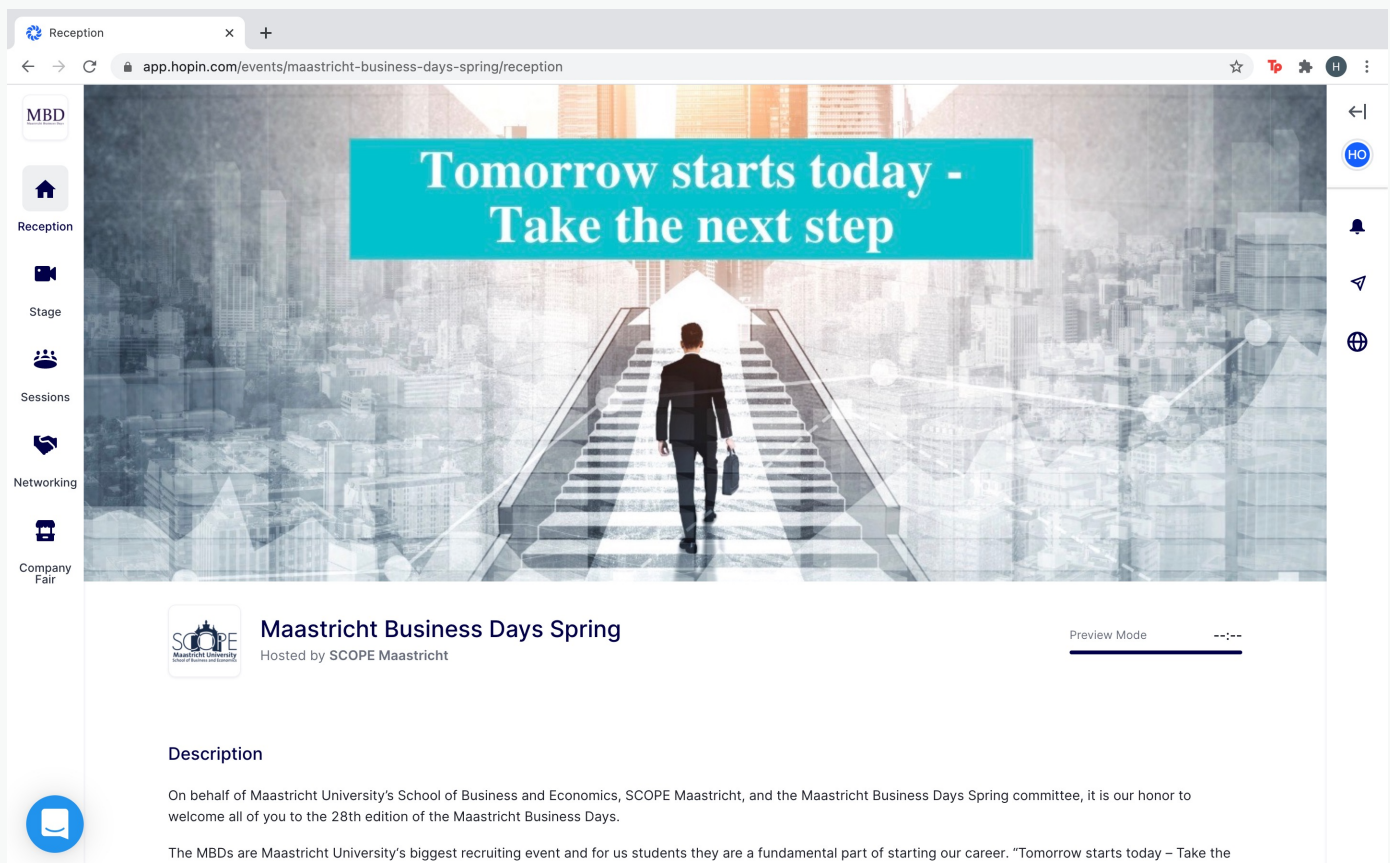 Reception
app.hopin.com/events/maastricht-business-days-spring/reception
H
MBD
Maastricht Business Days
HO
Reception
Stage
Sessions
Networking
Company
Fair
Tomorrow starts today -
Take the next step
SCOPE
Maastricht University
School of Business and Economics
Maastricht Business Days Spring
Hosted by SCOPE Maastricht
Preview Mode --:--
Description
On behalf of Maastricht University’s School of Business and Economics, SCOPE Maastricht, and the Maastricht Business Days Spring committee, it is our honor to
welcome all of you to the 28th edition of the Maastricht Business Days.
The MBDs are Maastricht University’s biggest recruiting event and for us students they are a fundamental part of starting our career. “Tomorrow starts today – Take the